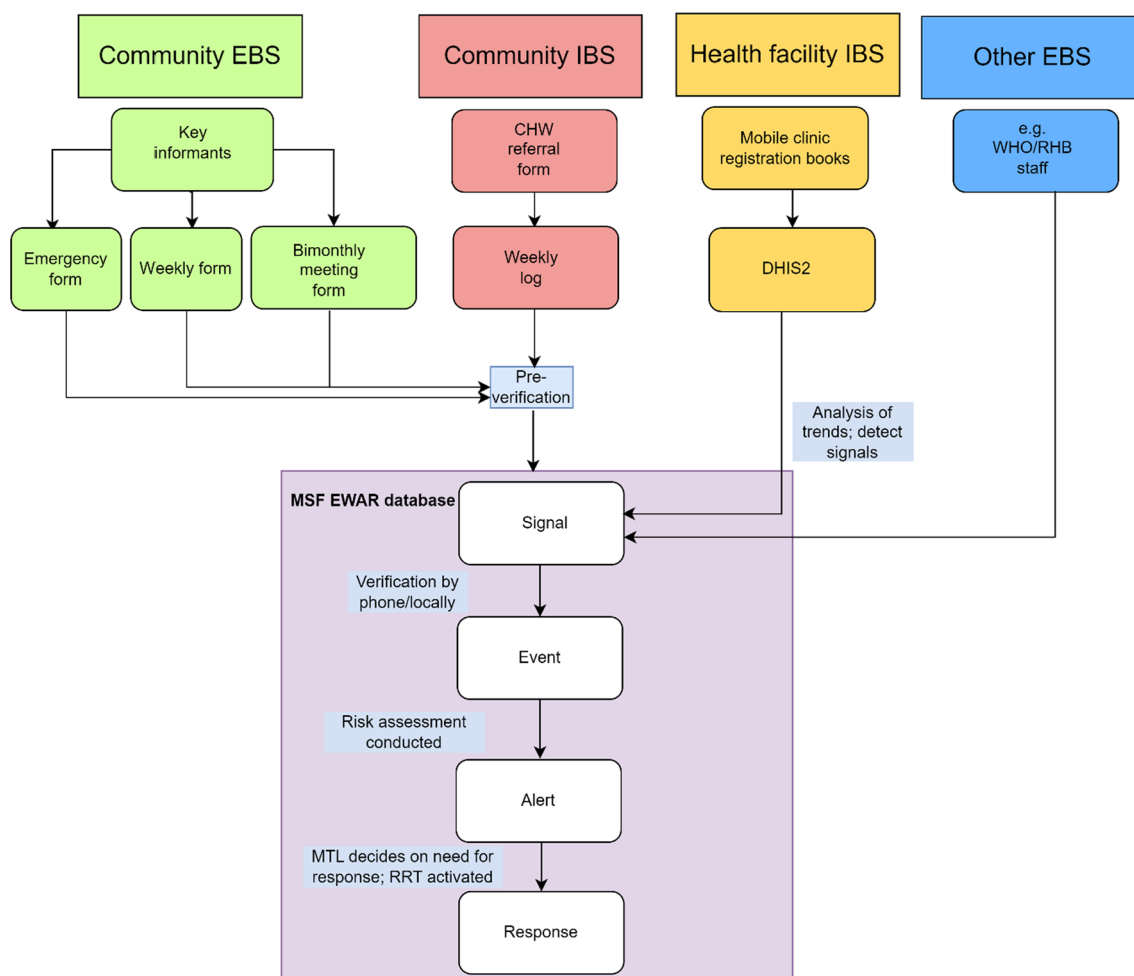 Community EBS
Community IBS
Health facility IBS
Other EBS
Key
informants
CHW
referral
form
Mobile clinic
registration books
e.g.
WHO/RHB
staff
Emergency
form
Weekly form
Bimonthly
meeting
form
Weekly
log
DHIS2
Pre-
verification
Analysis of
trends; detect
signals
MSF EWAR database
Signal
Verification by
phone/locally
Event
Risk assessment
conducted
Alert
MTL decides on need for
response; RRT activated
Response